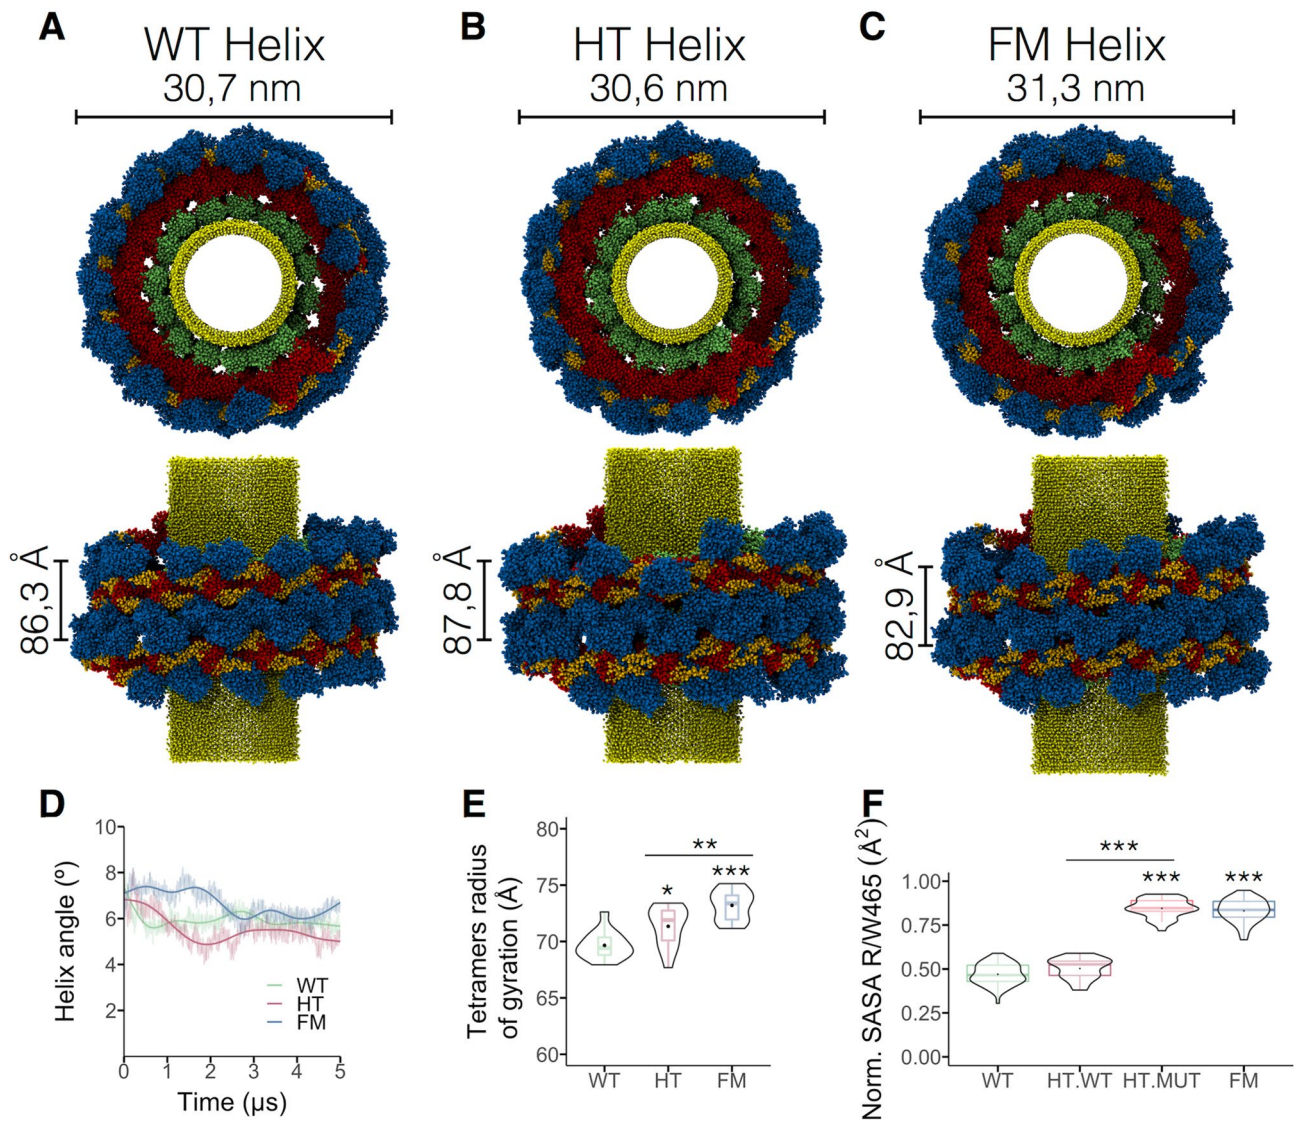 A
WT Helix
30,7 nm
B
HT Helix
30,6 nm
C
FM Helix
31,3 nm
86,3 Å
87,8 Å
82,9 Å
D
Helix angle (º)
10
8
6
4
2
WT
HT
FM
0 1 2 3 4 5
Time (µs)
E
Tetramers radius
of gyration (Å)
80
75
70
65
60
**
*
***
WT HT FM
F
Norm. SASA R/W465 (Å²)
1.00
0.75
0.50
0.25
0.00
***
*** ***
WT HT.WT HT.MUT FM